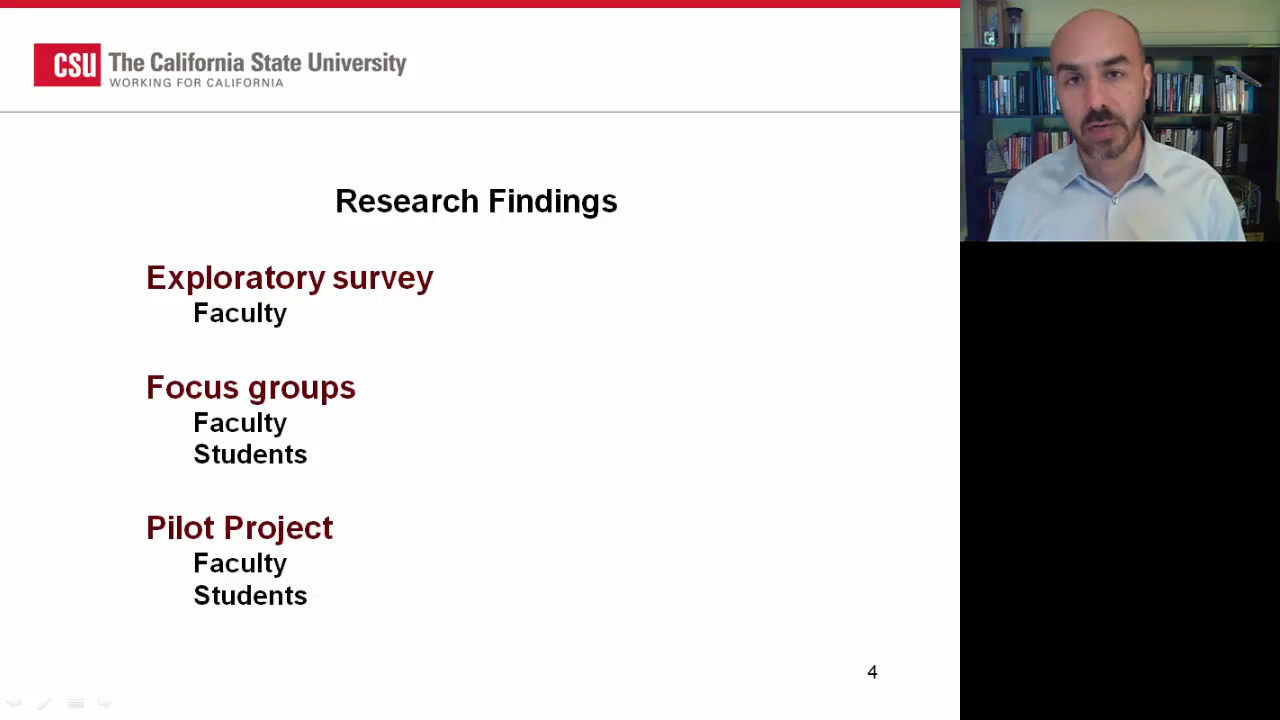 CSU The California State University
WORKING FOR CALIFORNIA
Research Findings
Exploratory survey
Faculty
Focus groups
Faculty
Students
Pilot Project
Faculty
Students
4